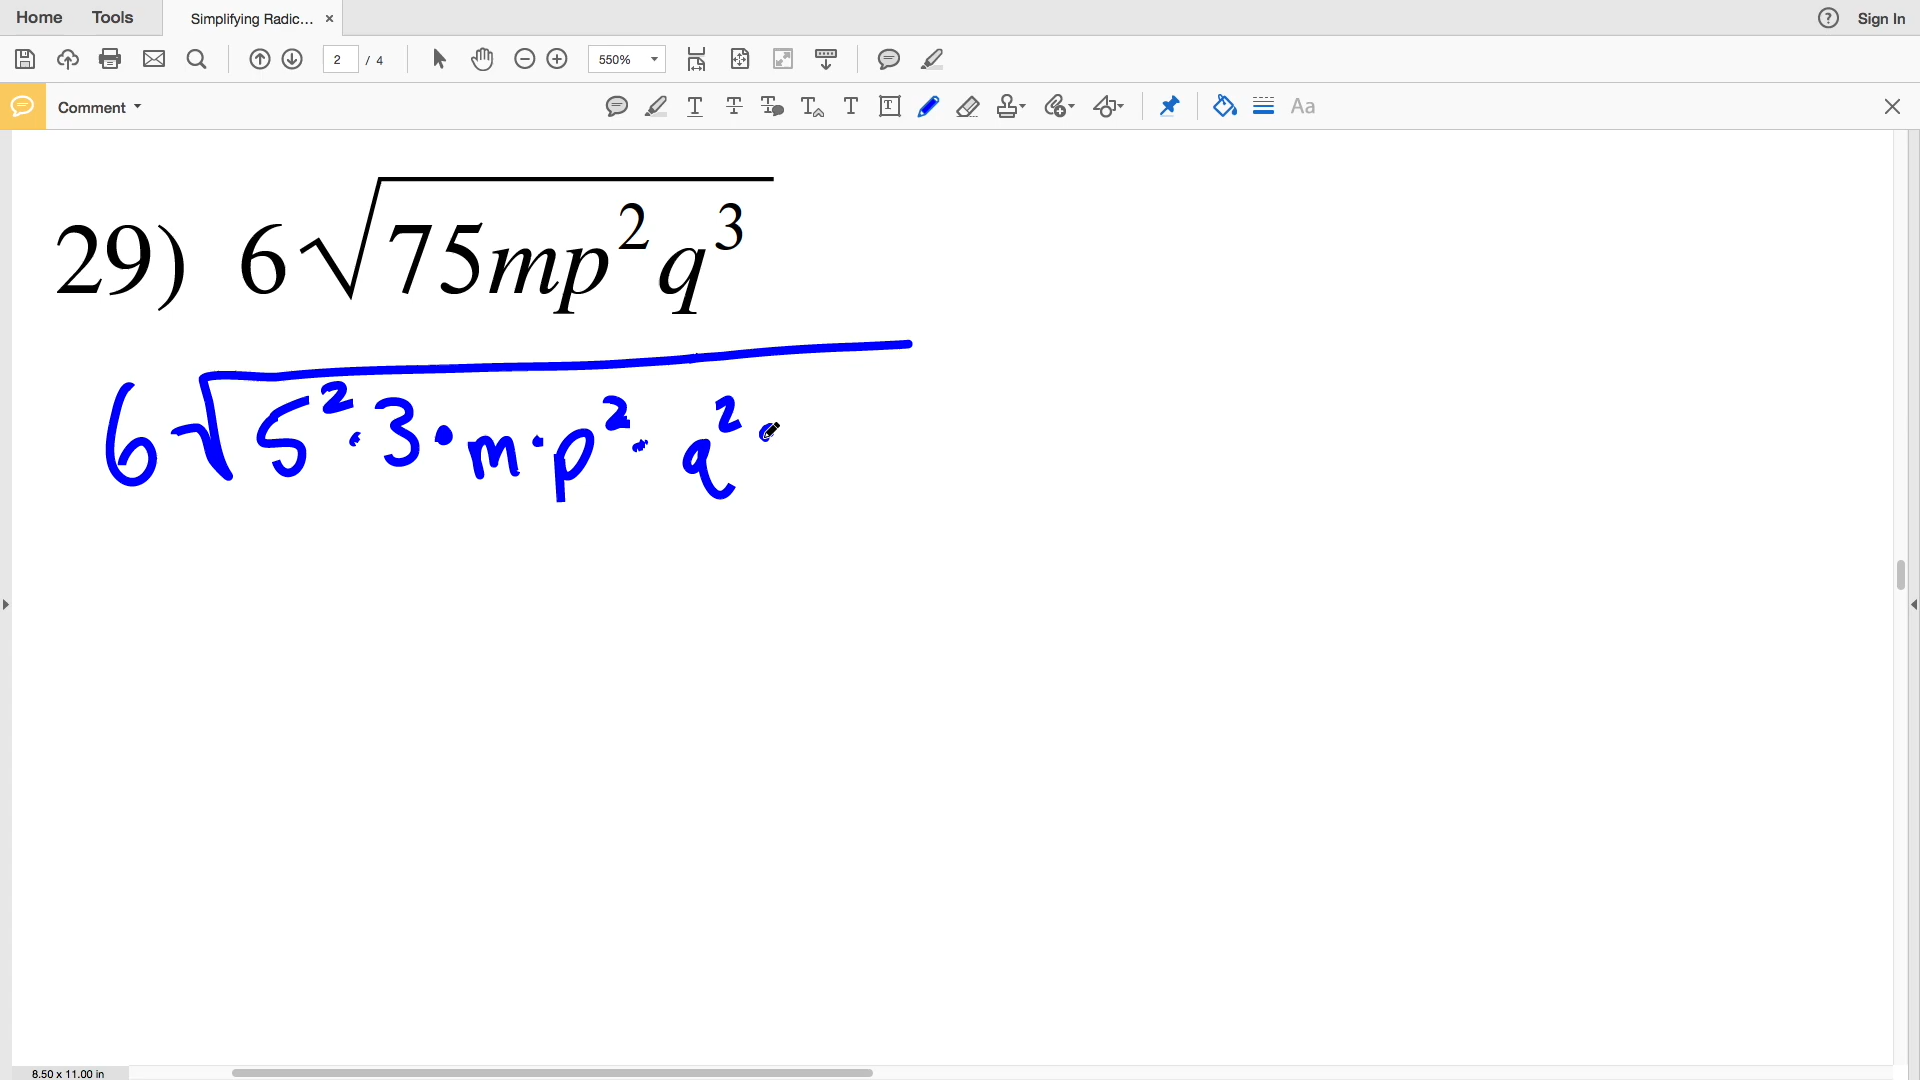 Home Tools Simplifying Radic... × ? Sign In
2 / 4 550%
Comment T T T T T T Aa
29) 6√75mp²q³
6√5²·3·m·p²·q²·
8.50 x 11.00 in